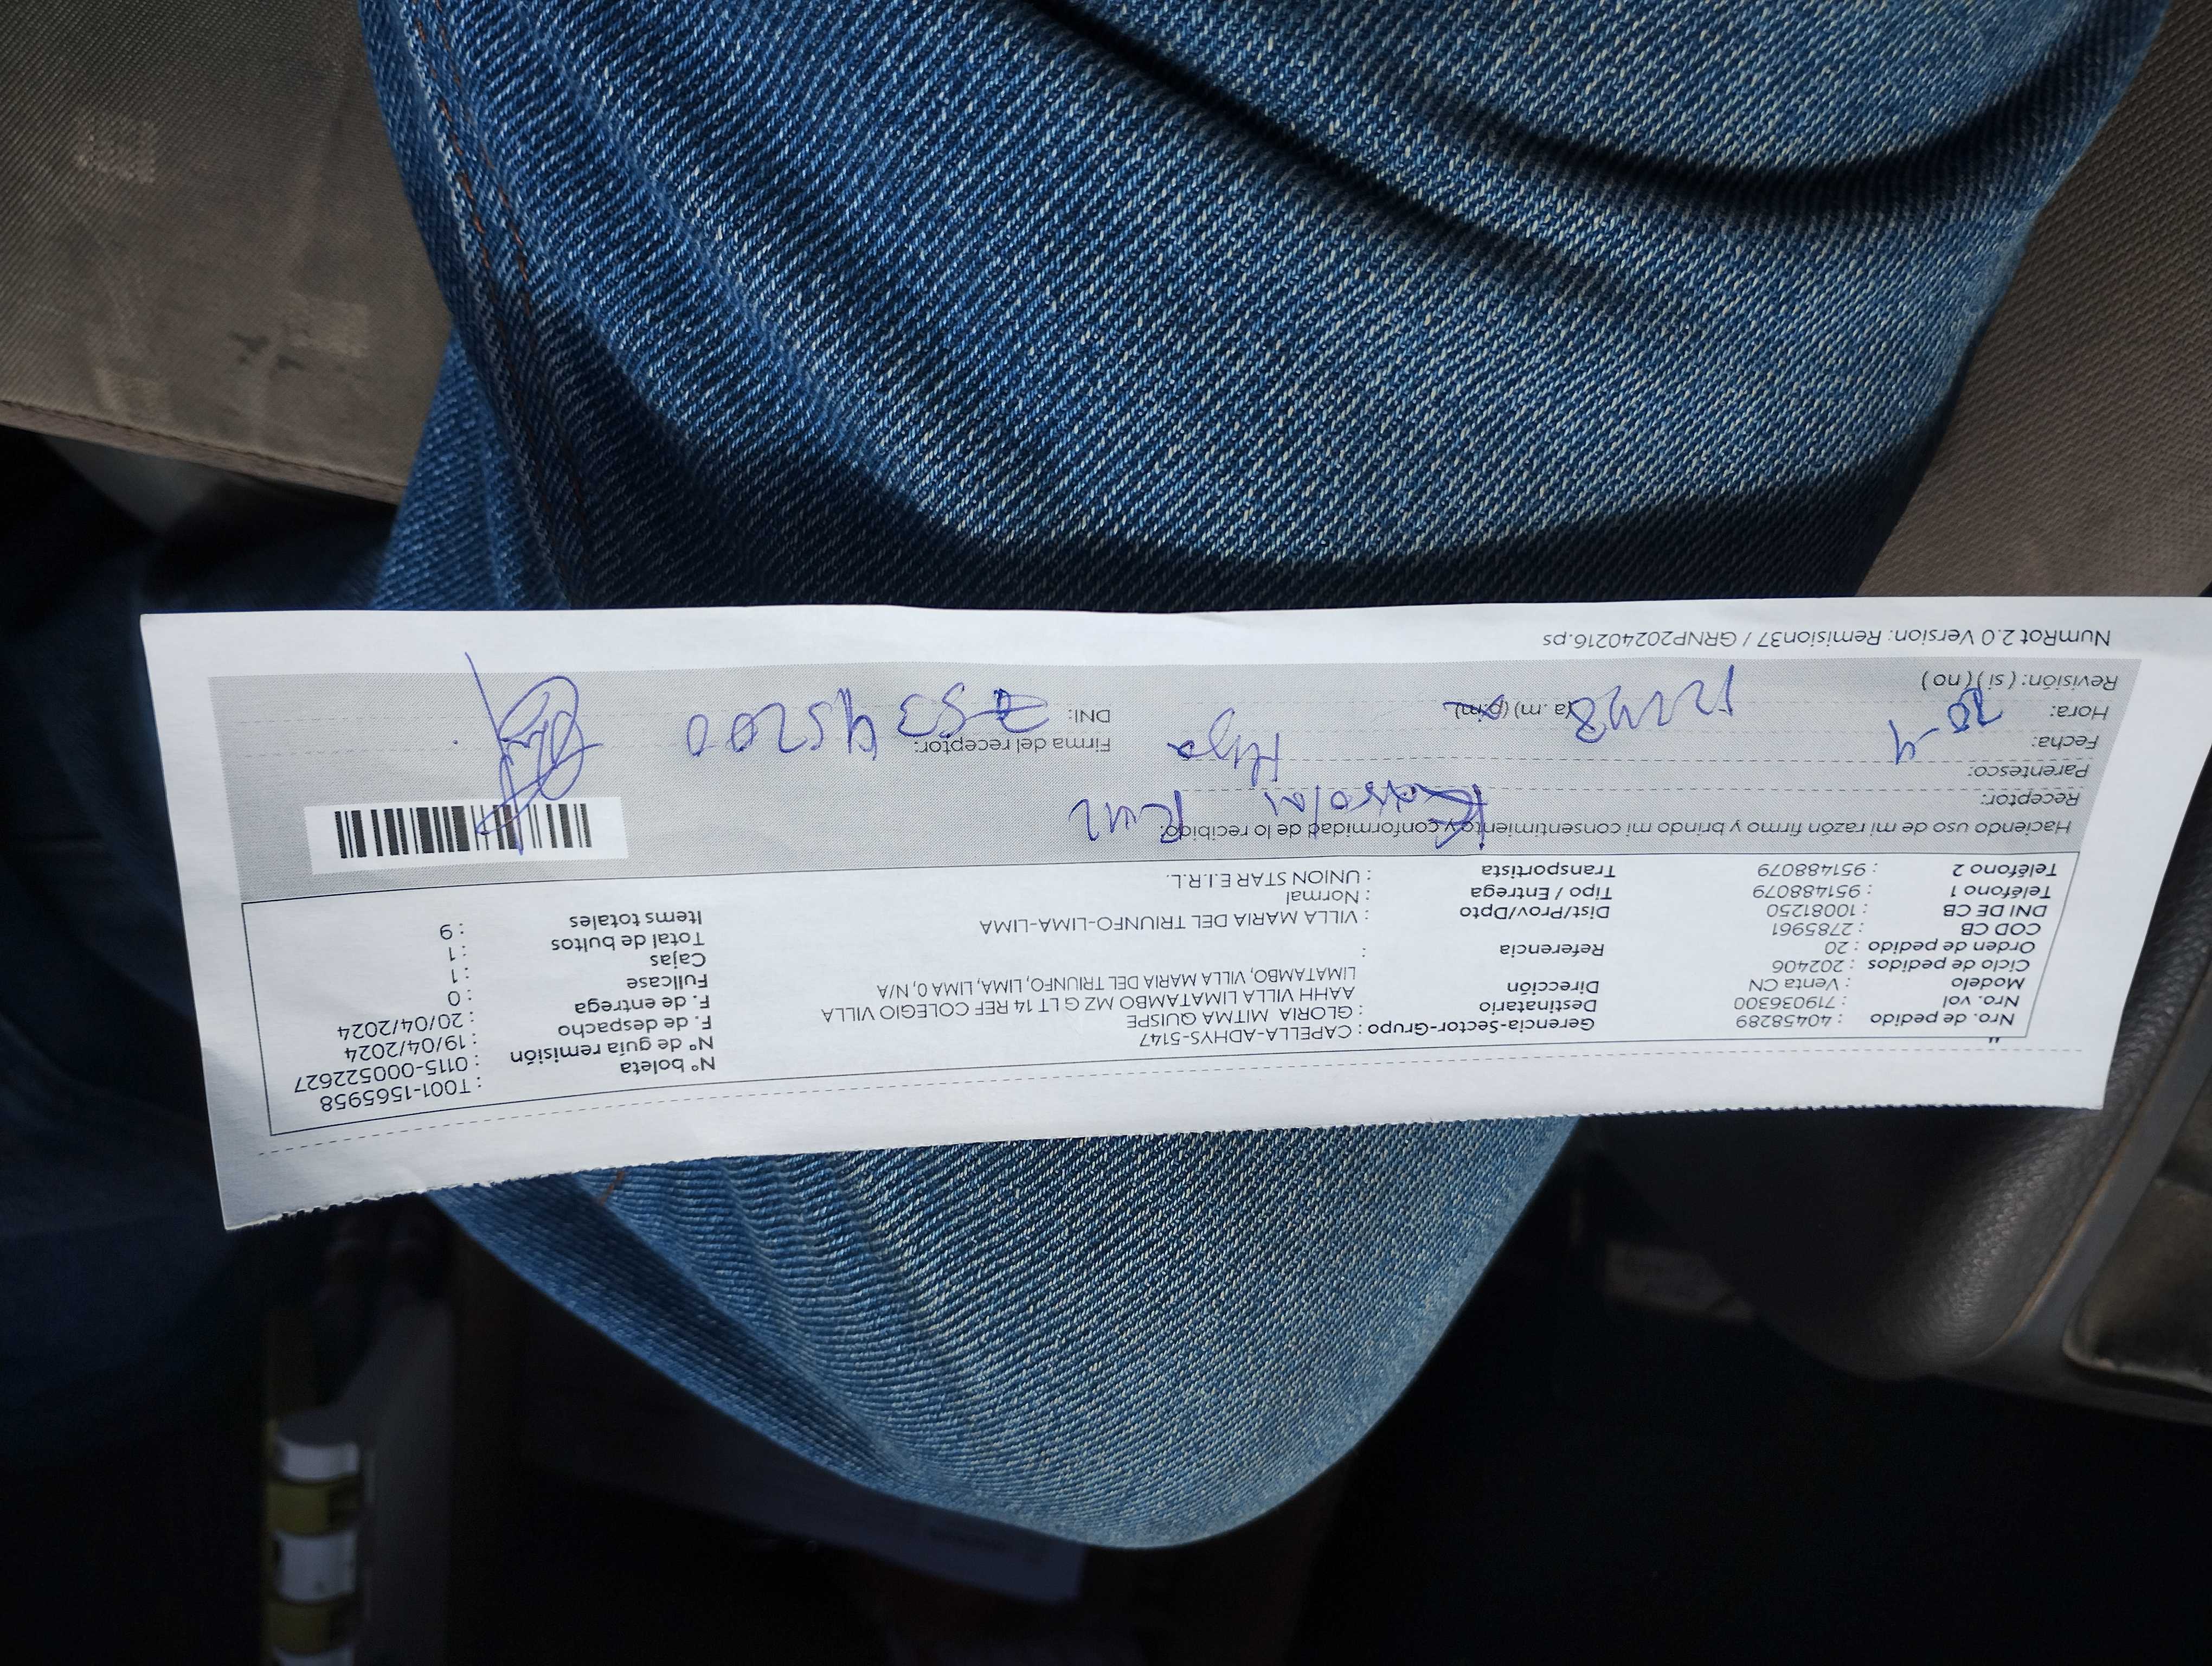 Nro. de pedido : 40458289 Gerencia-Sector-Grupo : CAPELLA-ADHYS-5147 N° boleta : T001-1565958
Nro. vol : 719036300 Destinatario : GLORIA MITMA QUISPE N° de guía remisión : 0115-000522627
Modelo : Venta CN Dirección AAHH VILLA LIMATAMBO MZ G LT 14 REF COLEGIO VILLA F. de despacho : 19/04/2024
Ciclo de pedidos : 202406 LIMATAMBO, VILLA MARIA DEL TRIUNFO, LIMA, LIMA 0, N/A F. de entrega : 20/04/2024
Orden de pedido : 20 Referencia : Fullcase : 0
COD CB : 2785961 Cajas : 1
DNI DE CB : 10081250 Dist/Prov/Dpto : VILLA MARIA DEL TRIUNFO-LIMA-LIMA Total de bultos : 1
Teléfono 1 : 951488079 Tipo / Entrega : Normal Items totales : 9
Teléfono 2 : 951488079 Transportista : UNION STAR E.I.R.L.
Haciendo uso de mi razón firmo y brindo mi consentimiento y conformidad de lo recibido:
Receptor: Ruiz
Parentesco: Hija
Fecha: 20-4 Firma del receptor:
Hora: (a.m) (p.m) DNI:
Revisión: ( si ) ( no )
NumRot 2.0 Version: Remision37 / GRNP20240216.ps